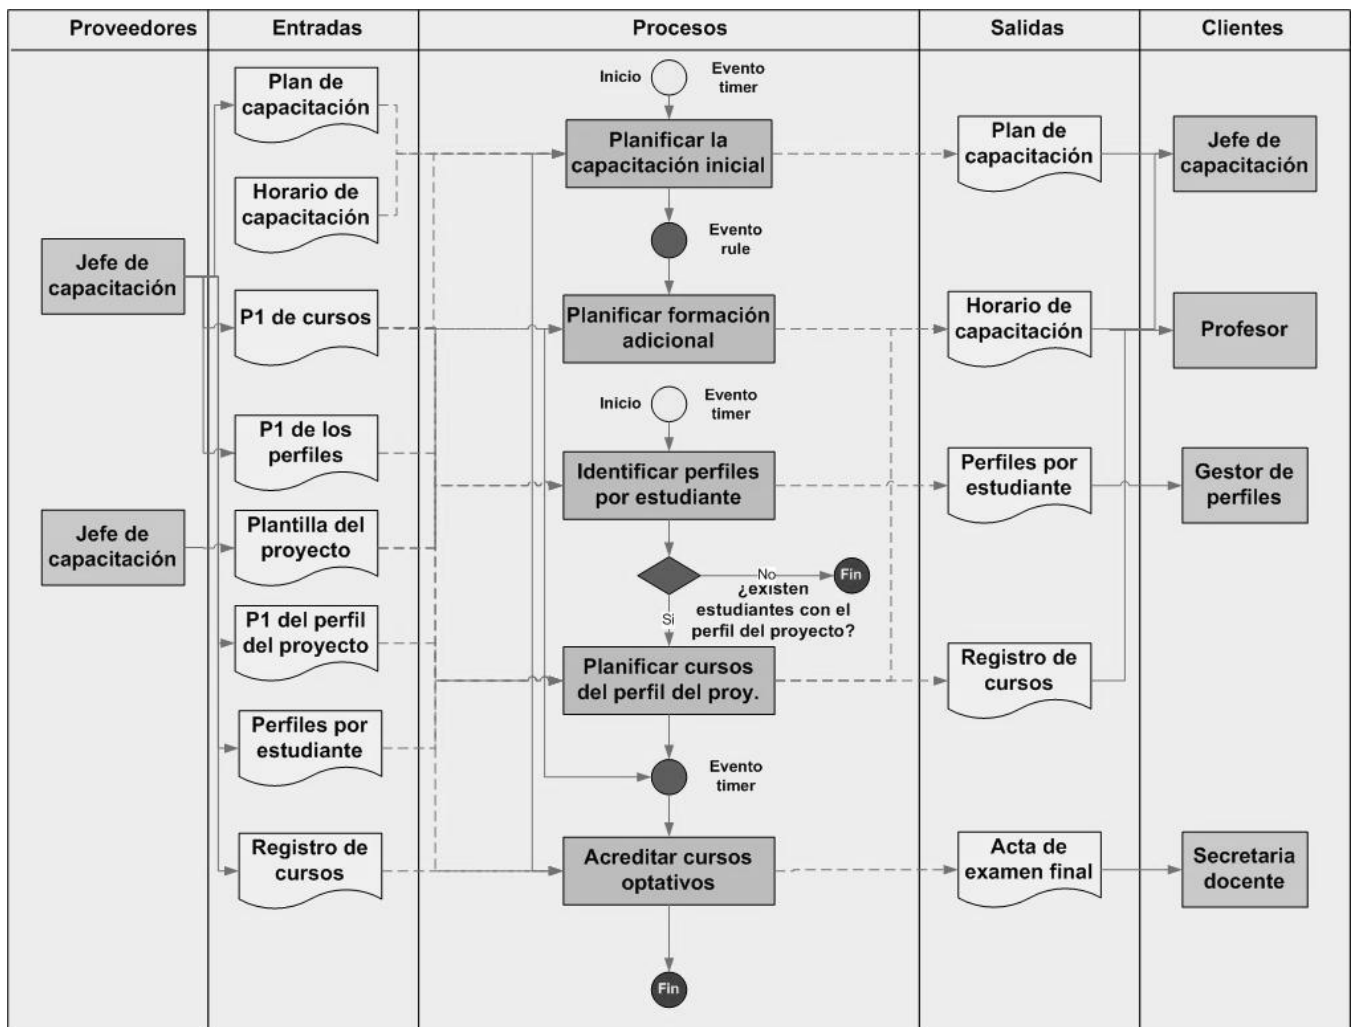 Proveedores
Entradas
Procesos
Salidas
Clientes
Jefe de
capacitación
Jefe de
capacitación
Plan de
capacitación
Horario de
capacitación
P1 de cursos
P1 de los
perfiles
Plantilla del
proyecto
P1 del perfil
del proyecto
Perfiles por
estudiante
Registro de
cursos
Inicio
Evento
timer
Planificar la
capacitación inicial
Evento
rule
Planificar formación
adicional
Inicio
Evento
timer
Identificar perfiles
por estudiante
No
Fin
¿existen
estudiantes con el
perfil del proyecto?
Si
Planificar cursos
del perfil del proy.
Evento
timer
Acreditar cursos
optativos
Fin
Plan de
capacitación
Horario de
capacitación
Perfiles por
estudiante
Registro de
cursos
Acta de
examen final
Jefe de
capacitación
Profesor
Gestor de
perfiles
Secretaria
docente